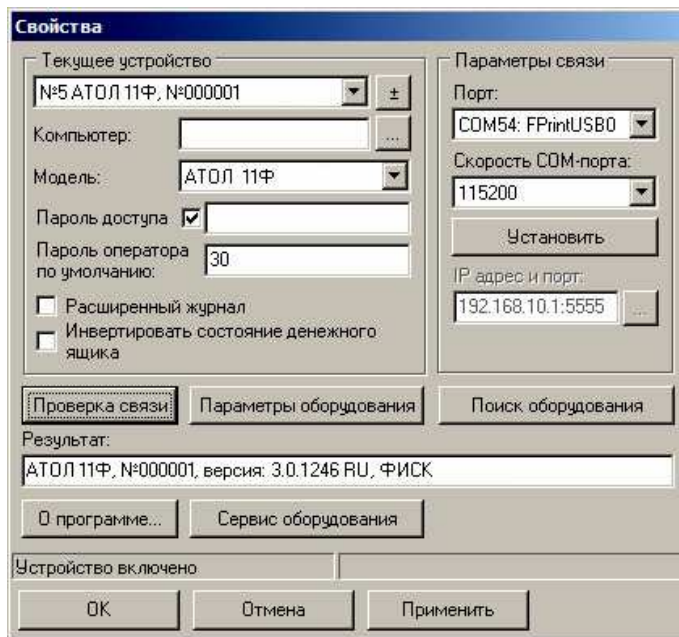 Свойства
Текущее устройство
№5 АТОЛ 11Ф, №000001
±
Компьютер:
...
Модель:
АТОЛ 11Ф
Пароль доступа
Пароль оператора
по умолчанию:
30
Расширенный журнал
Инвертировать состояние денежного
ящика
Параметры связи
Порт:
COM54: FPrintUSB0
Скорость COM-порта:
115200
Установить
IP адрес и порт:
192.168.10.1:5555
...
Проверка связи
Параметры оборудования
Поиск оборудования
Результат:
АТОЛ 11Ф, №000001, версия: 3.0.1246 RU, ФИСК
О программе...
Сервис оборудования
Устройство включено
OK
Отмена
Применить